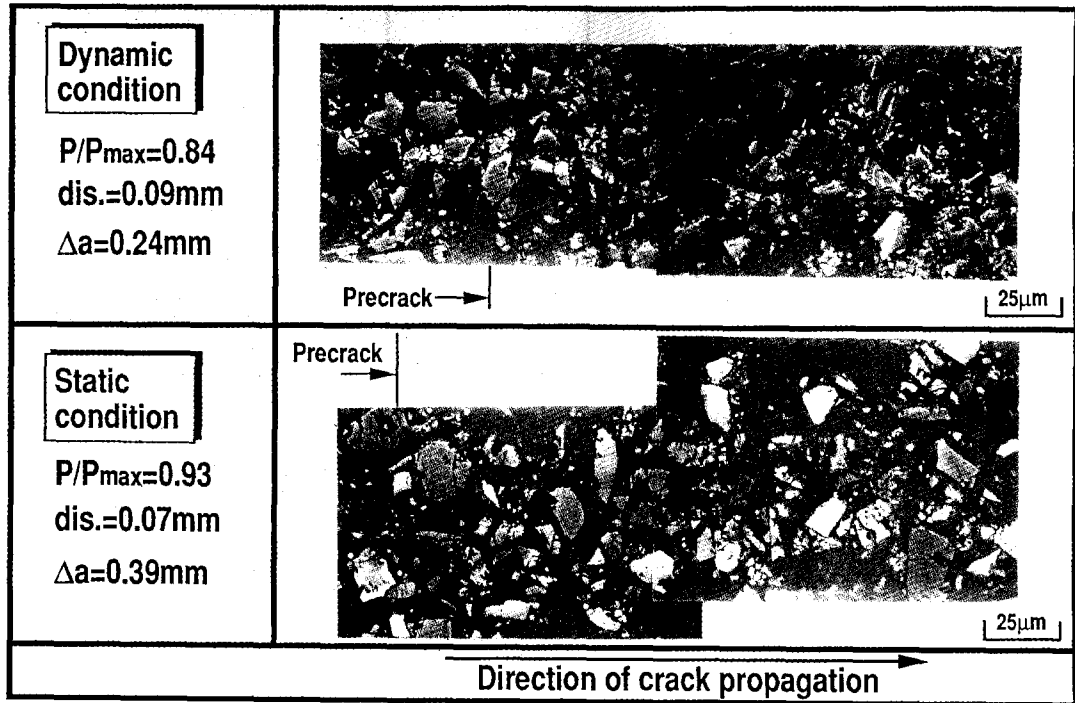 Dynamic
condition
P/Pmax=0.84
dis.=0.09mm
Δa=0.24mm
Precrack
25μm
Static
condition
P/Pmax=0.93
dis.=0.07mm
Δa=0.39mm
Precrack
25μm
Direction of crack propagation